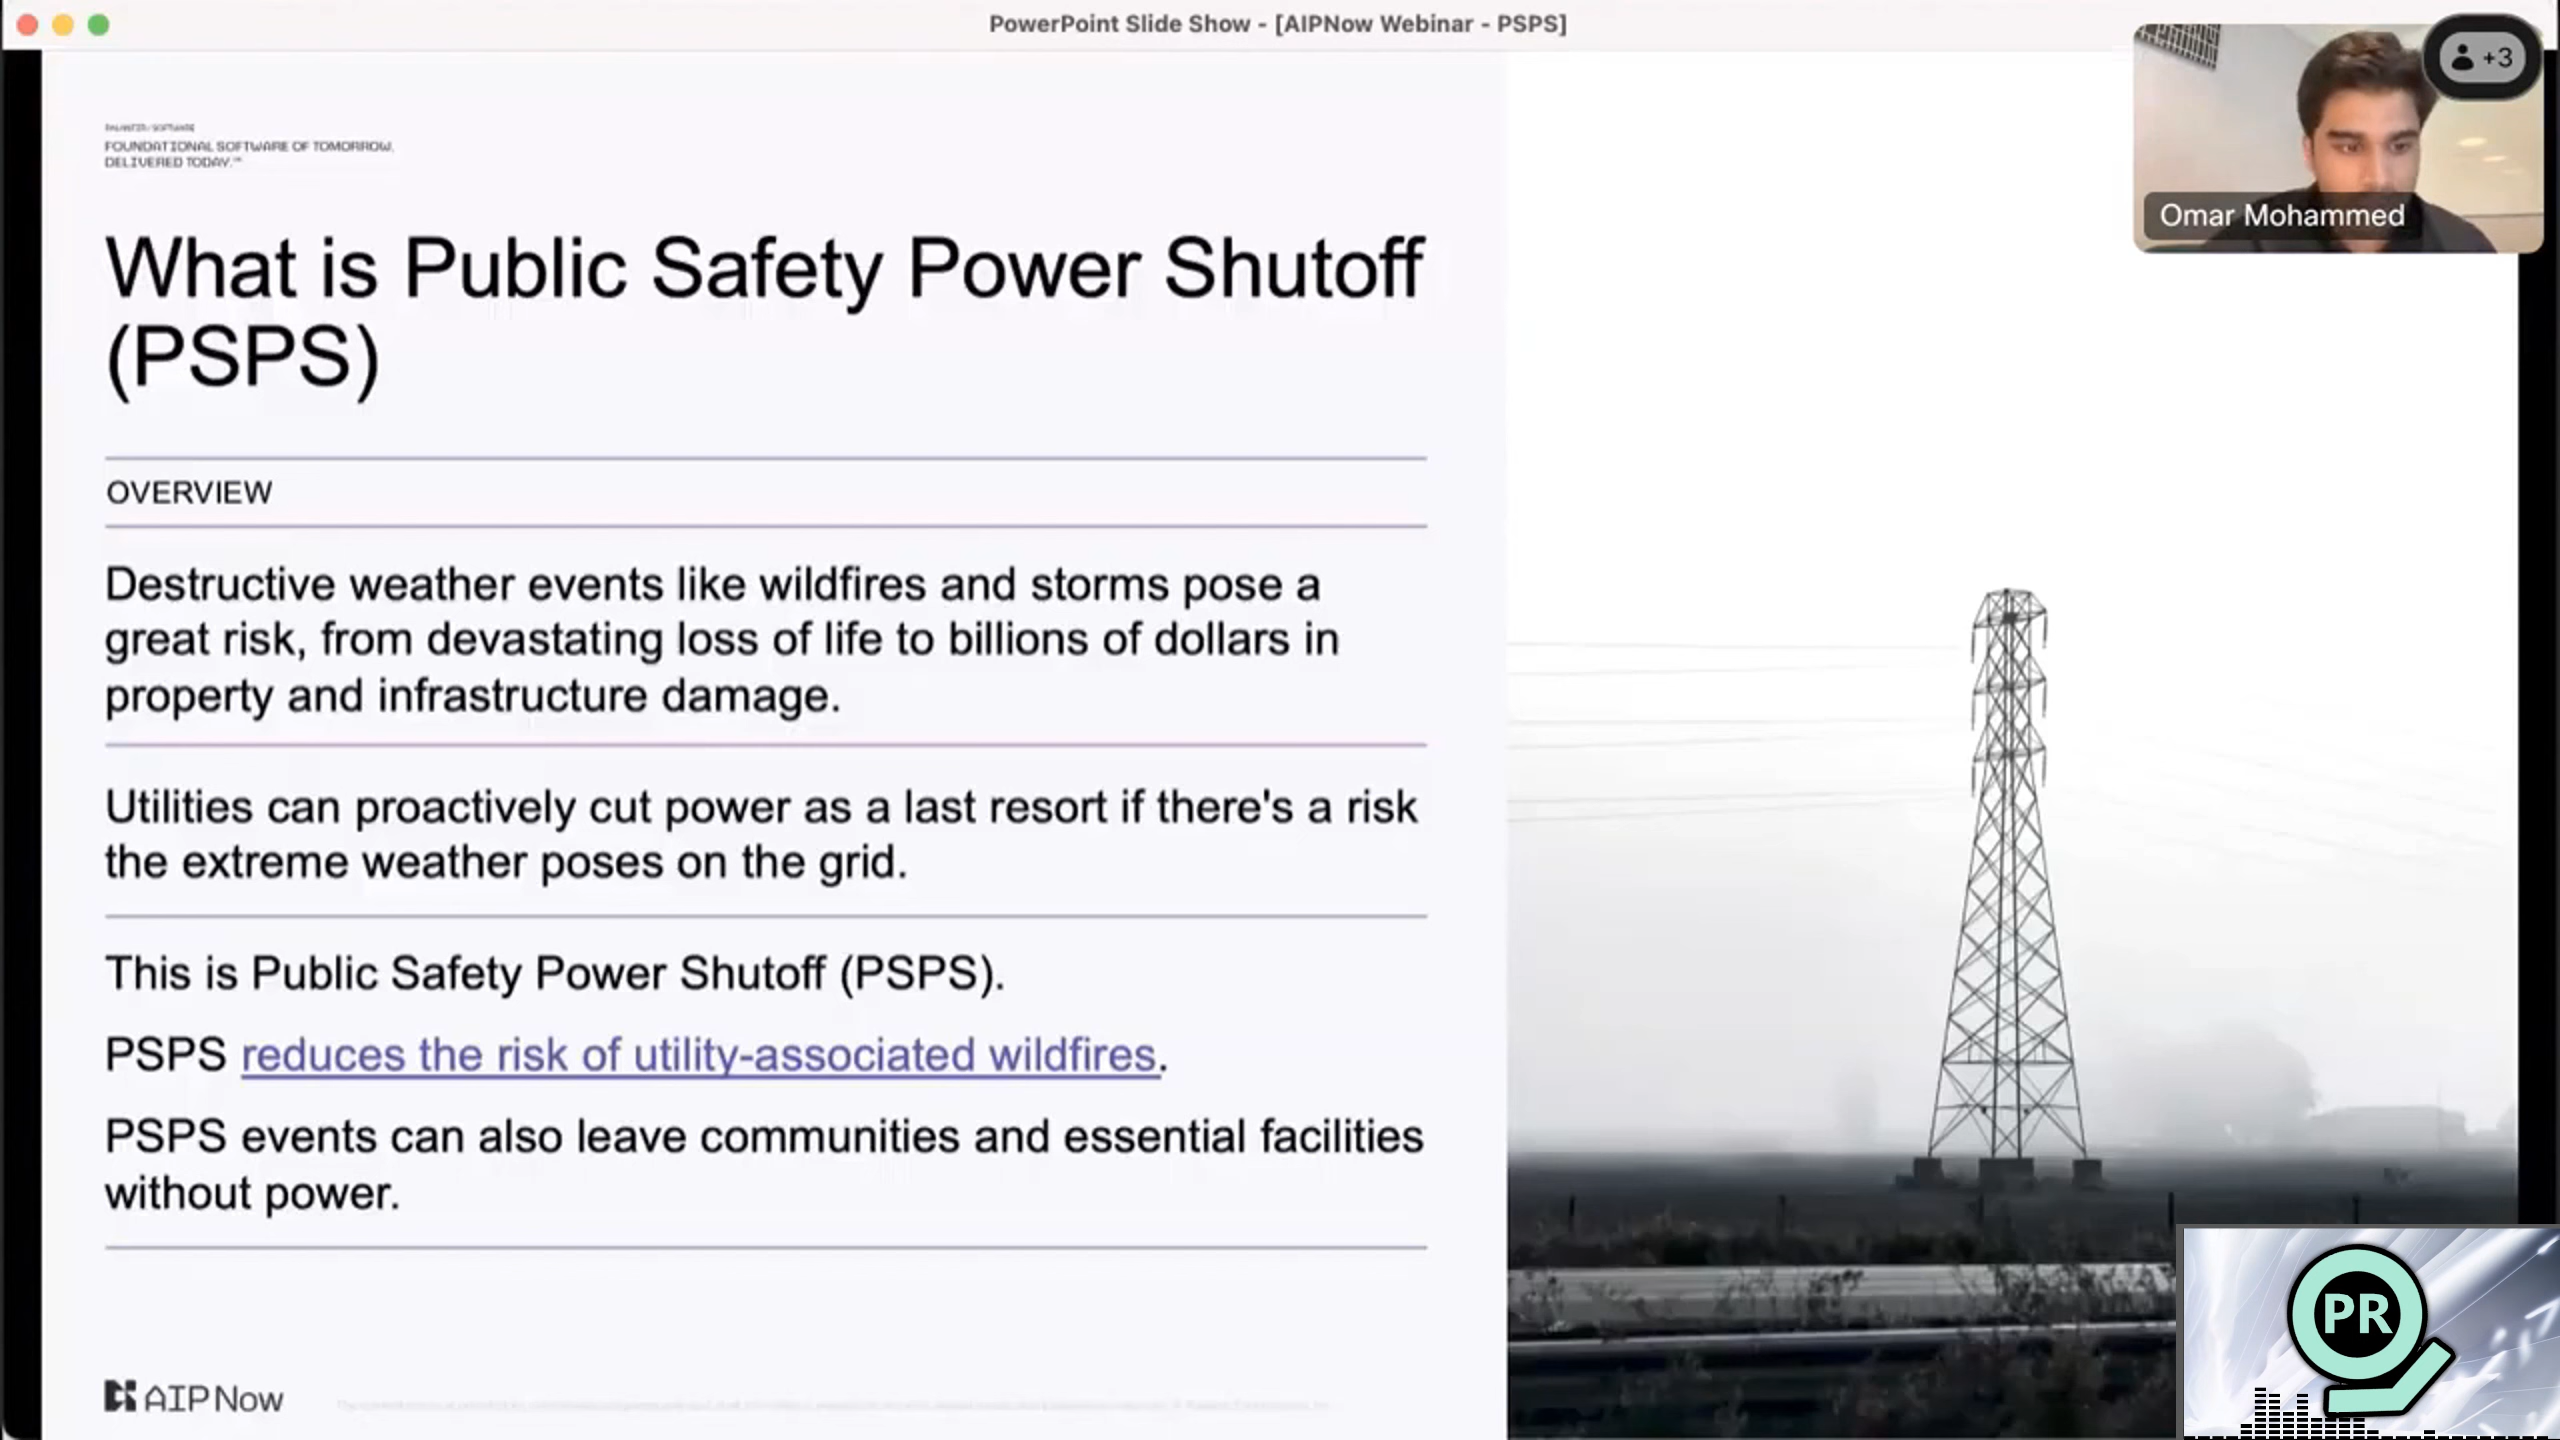 PowerPoint Slide Show - [AIPNow Webinar - PSPS]
+3
Omar Mohammed
FOUNDATIONAL SOFTWARE OF TOMORROW.
DELIVERED TODAY.™
What is Public Safety Power Shutoff
(PSPS)
OVERVIEW
Destructive weather events like wildfires and storms pose a
great risk, from devastating loss of life to billions of dollars in
property and infrastructure damage.
Utilities can proactively cut power as a last resort if there's a risk
the extreme weather poses on the grid.
This is Public Safety Power Shutoff (PSPS).
PSPS reduces the risk of utility-associated wildfires.
PSPS events can also leave communities and essential facilities
without power.
AIP Now
PR